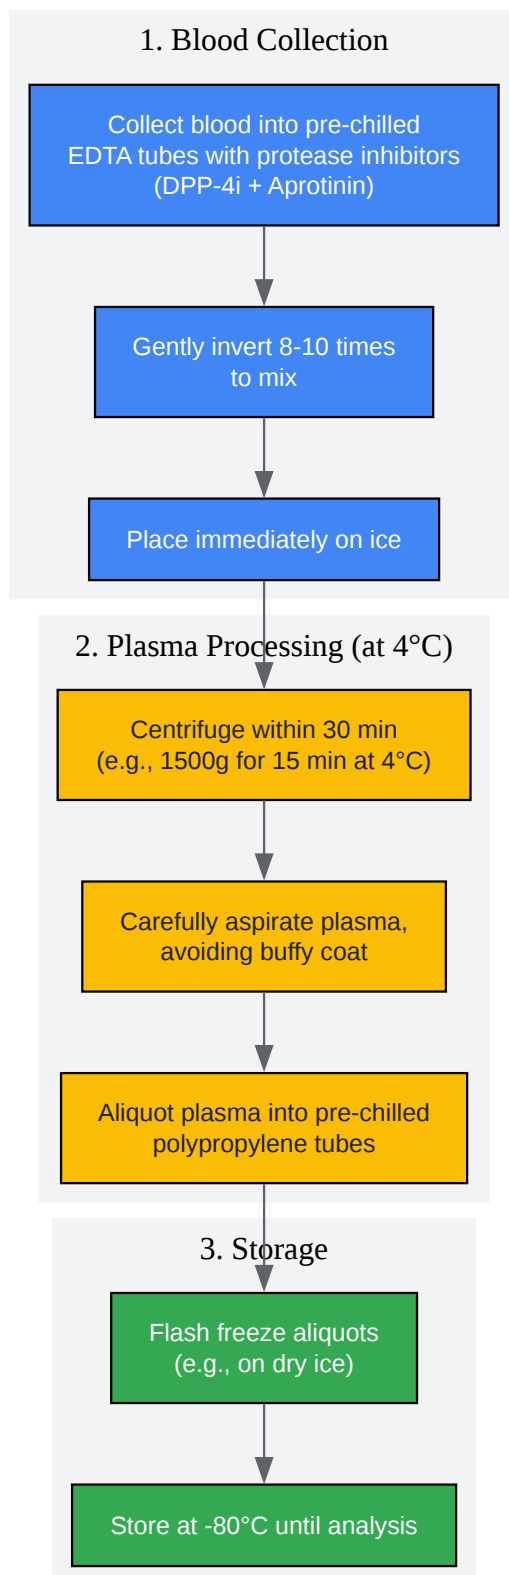 1. Blood Collection
Collect blood into pre-chilled
EDTA tubes with protease inhibitors
(DPP-4i + Aprotinin)
Gently invert 8-10 times
to mix
Place immediately on ice
2. Plasma Processing (at 4°C)
Centrifuge within 30 min
(e.g., 1500g for 15 min at 4°C)
Carefully aspirate plasma,
avoiding buffy coat
Aliquot plasma into pre-chilled
polypropylene tubes
3. Storage
Flash freeze aliquots
(e.g., on dry ice)
Store at -80°C until analysis